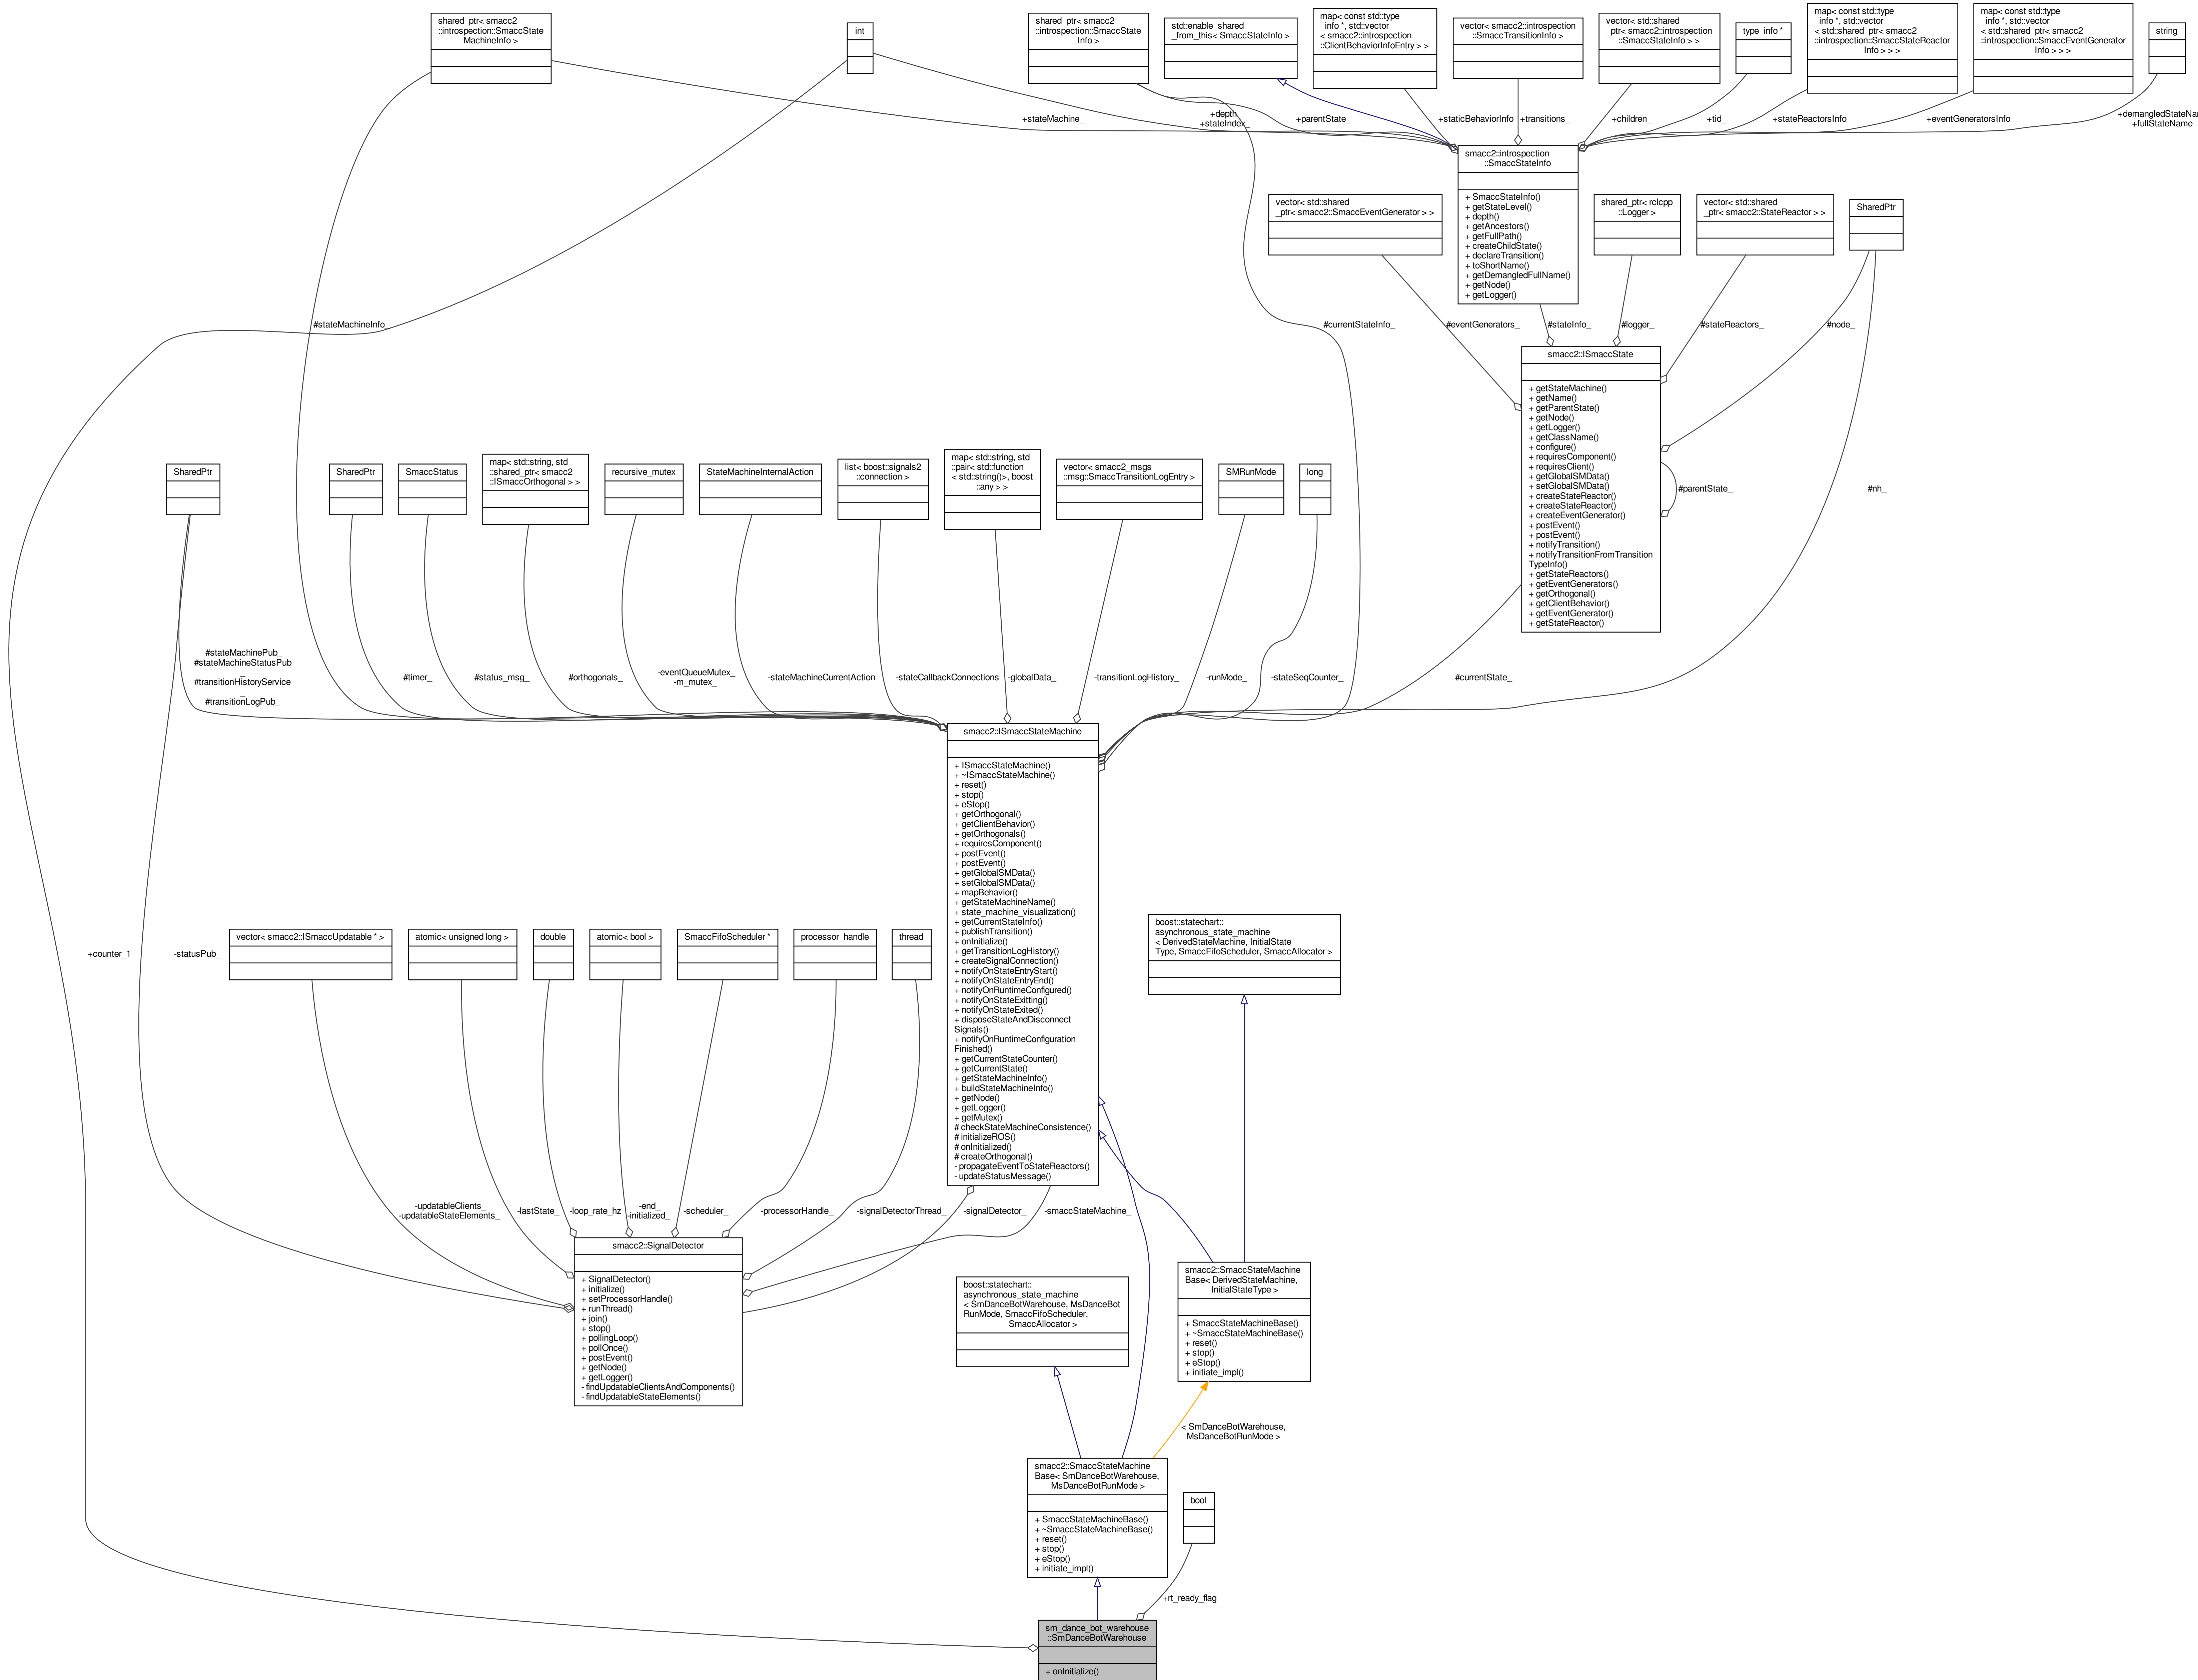 shared_ptr< smacc2
::introspection::SmaccState
MachineInfo >
int
shared_ptr< smacc2
::introspection::SmaccState
Info >
std::enable_shared
_from_this< SmaccStateInfo >
map< const std::type
_info *, std::vector
< smacc2::introspection
::ClientBehaviorInfoEntry > >
vector< smacc2::introspection
::SmaccTransitionInfo >
vector< std::shared
_ptr< smacc2::introspection
::SmaccStateInfo > >
type_info *
map< const std::type
_info *, std::vector
< std::shared_ptr< smacc2
::introspection::SmaccStateReactor
Info > > >
map< const std::type
_info *, std::vector
< std::shared_ptr< smacc2
::introspection::SmaccEventGenerator
Info > > >
string
+stateMachine_
+depth_
+stateIndex_
+parentState_
+staticBehaviorInfo
+transitions_
+children_
+tid_
+stateReactorsInfo
+eventGeneratorsInfo
+demangledStateNa
+fullStateName
smacc2::introspection
::SmaccStateInfo
+ SmaccStateInfo()
+ getStateLevel()
+ depth()
+ getAncestors()
+ getFullPath()
+ createChildState()
+ declareTransition()
+ toShortName()
+ getDemangledFullName()
+ getNode()
+ getLogger()
vector< std::shared
_ptr< smacc2::SmaccEventGenerator > >
shared_ptr< rclcpp
::Logger >
vector< std::shared
_ptr< smacc2::StateReactor > >
SharedPtr
#stateMachineInfo_
#currentStateInfo_
#eventGenerators_
#stateInfo_
#logger_
#stateReactors_
#node_
smacc2::ISmaccState
+ getStateMachine()
+ getName()
+ getParentState()
+ getNode()
+ getLogger()
+ getClassName()
+ configure()
+ requiresComponent()
+ requiresClient()
+ getGlobalSMData()
+ setGlobalSMData()
+ createStateReactor()
+ createStateReactor()
+ createEventGenerator()
+ postEvent()
+ postEvent()
+ notifyTransition()
+ notifyTransitionFromTransition
TypeInfo()
+ getStateReactors()
+ getEventGenerators()
+ getOrthogonal()
+ getClientBehavior()
+ getEventGenerator()
+ getStateReactor()
#parentState_
#nh_
SharedPtr
SharedPtr
SmaccStatus
map< std::string, std
::shared_ptr< smacc2
::ISmaccOrthogonal > >
recursive_mutex
StateMachineInternalAction
list< boost::signals2
::connection >
map< std::string, std
::pair< std::function
< std::string()>, boost
::any > >
vector< smacc2_msgs
::msg::SmaccTransitionLogEntry >
SMRunMode
long
#stateMachinePub_
#stateMachineStatusPub
_
#transitionHistoryService
_
#transitionLogPub_
#timer_
#status_msg_
#orthogonals_
-eventQueueMutex_
-m_mutex_
-stateMachineCurrentAction
-stateCallbackConnections
-globalData_
-transitionLogHistory_
-runMode_
-stateSeqCounter_
#currentState_
smacc2::ISmaccStateMachine
+ ISmaccStateMachine()
+ ~ISmaccStateMachine()
+ reset()
+ stop()
+ eStop()
+ getOrthogonal()
+ getClientBehavior()
+ getOrthogonals()
+ requiresComponent()
+ postEvent()
+ postEvent()
+ getGlobalSMData()
+ setGlobalSMData()
+ mapBehavior()
+ getStateMachineName()
+ state_machine_visualization()
+ getCurrentStateInfo()
+ publishTransition()
+ onInitialize()
+ getTransitionLogHistory()
+ createSignalConnection()
+ notifyOnStateEntryStart()
+ notifyOnStateEntryEnd()
+ notifyOnRuntimeConfigured()
+ notifyOnStateExitting()
+ notifyOnStateExited()
+ disposeStateAndDisconnect
Signals()
+ notifyOnRuntimeConfiguration
Finished()
+ getCurrentStateCounter()
+ getCurrentState()
+ getStateMachineInfo()
+ buildStateMachineInfo()
+ getNode()
+ getLogger()
+ getMutex()
# checkStateMachineConsistence()
# initializeROS()
# onInitialized()
# createOrthogonal()
- propagateEventToStateReactors()
- updateStatusMessage()
+counter_1
-statusPub_
vector< smacc2::ISmaccUpdatable * >
atomic< unsigned long >
double
atomic< bool >
SmaccFifoScheduler *
processor_handle
thread
boost::statechart::
asynchronous_state_machine
< DerivedStateMachine, InitialState
Type, SmaccFifoScheduler, SmaccAllocator >
-updatableClients_
-updatableStateElements_
-lastState_
-loop_rate_hz
-end_
-initialized_
-scheduler_
-processorHandle_
-signalDetectorThread_
-signalDetector_
-smaccStateMachine_
smacc2::SignalDetector
+ SignalDetector()
+ initialize()
+ setProcessorHandle()
+ runThread()
+ join()
+ stop()
+ pollingLoop()
+ pollOnce()
+ postEvent()
+ getNode()
+ getLogger()
- findUpdatableClientsAndComponents()
- findUpdatableStateElements()
boost::statechart::
asynchronous_state_machine
< SmDanceBotWarehouse, MsDanceBot
RunMode, SmaccFifoScheduler,
SmaccAllocator >
smacc2::SmaccStateMachine
Base< DerivedStateMachine,
InitialStateType >
+ SmaccStateMachineBase()
+ ~SmaccStateMachineBase()
+ reset()
+ stop()
+ eStop()
+ initiate_impl()
< SmDanceBotWarehouse,
MsDanceBotRunMode >
smacc2::SmaccStateMachine
Base< SmDanceBotWarehouse,
MsDanceBotRunMode >
+ SmaccStateMachineBase()
+ ~SmaccStateMachineBase()
+ reset()
+ stop()
+ eStop()
+ initiate_impl()
bool
+rt_ready_flag
sm_dance_bot_warehouse
::SmDanceBotWarehouse
+ onInitialize()